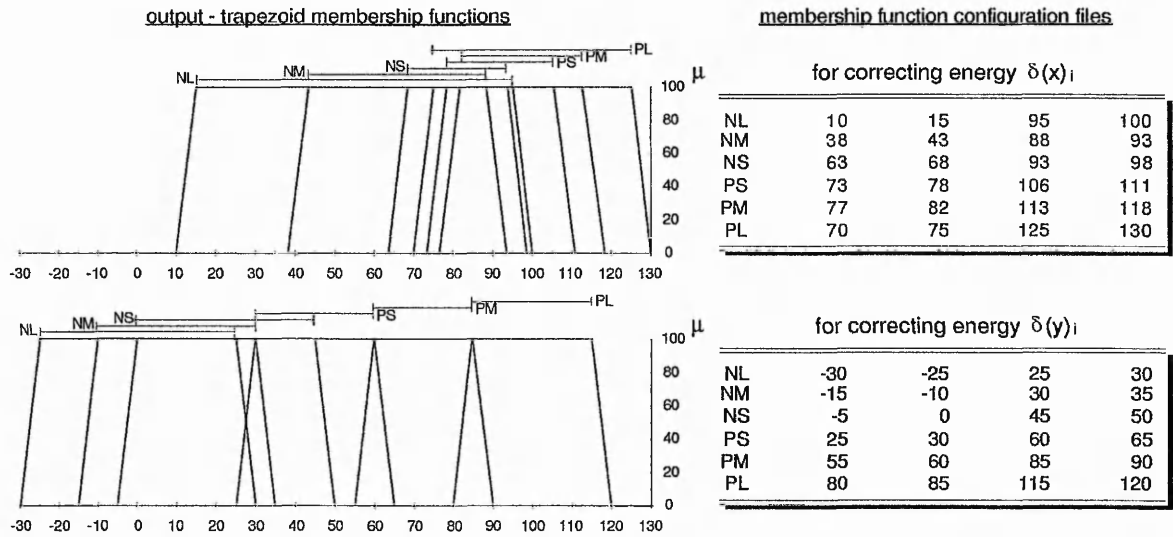 output - trapezoid membership functions
membership function configuration files
PL
PM
PS
NS
NM
NL
μ
100
80
60
40
20
0
-30 -20 -10 0 10 20 30 40 50 60 70 80 90 100 110 120 130
for correcting energy δ(x)i
NL 10 15 95 100
NM 38 43 88 93
NS 63 68 93 98
PS 73 78 106 111
PM 77 82 113 118
PL 70 75 125 130
PL
PM
PS
NS
NM
NL
μ
100
80
60
40
20
0
-30 -20 -10 0 10 20 30 40 50 60 70 80 90 100 110 120 130
for correcting energy δ(y)i
NL -30 -25 25 30
NM -15 -10 30 35
NS -5 0 45 50
PS 25 30 60 65
PM 55 60 85 90
PL 80 85 115 120